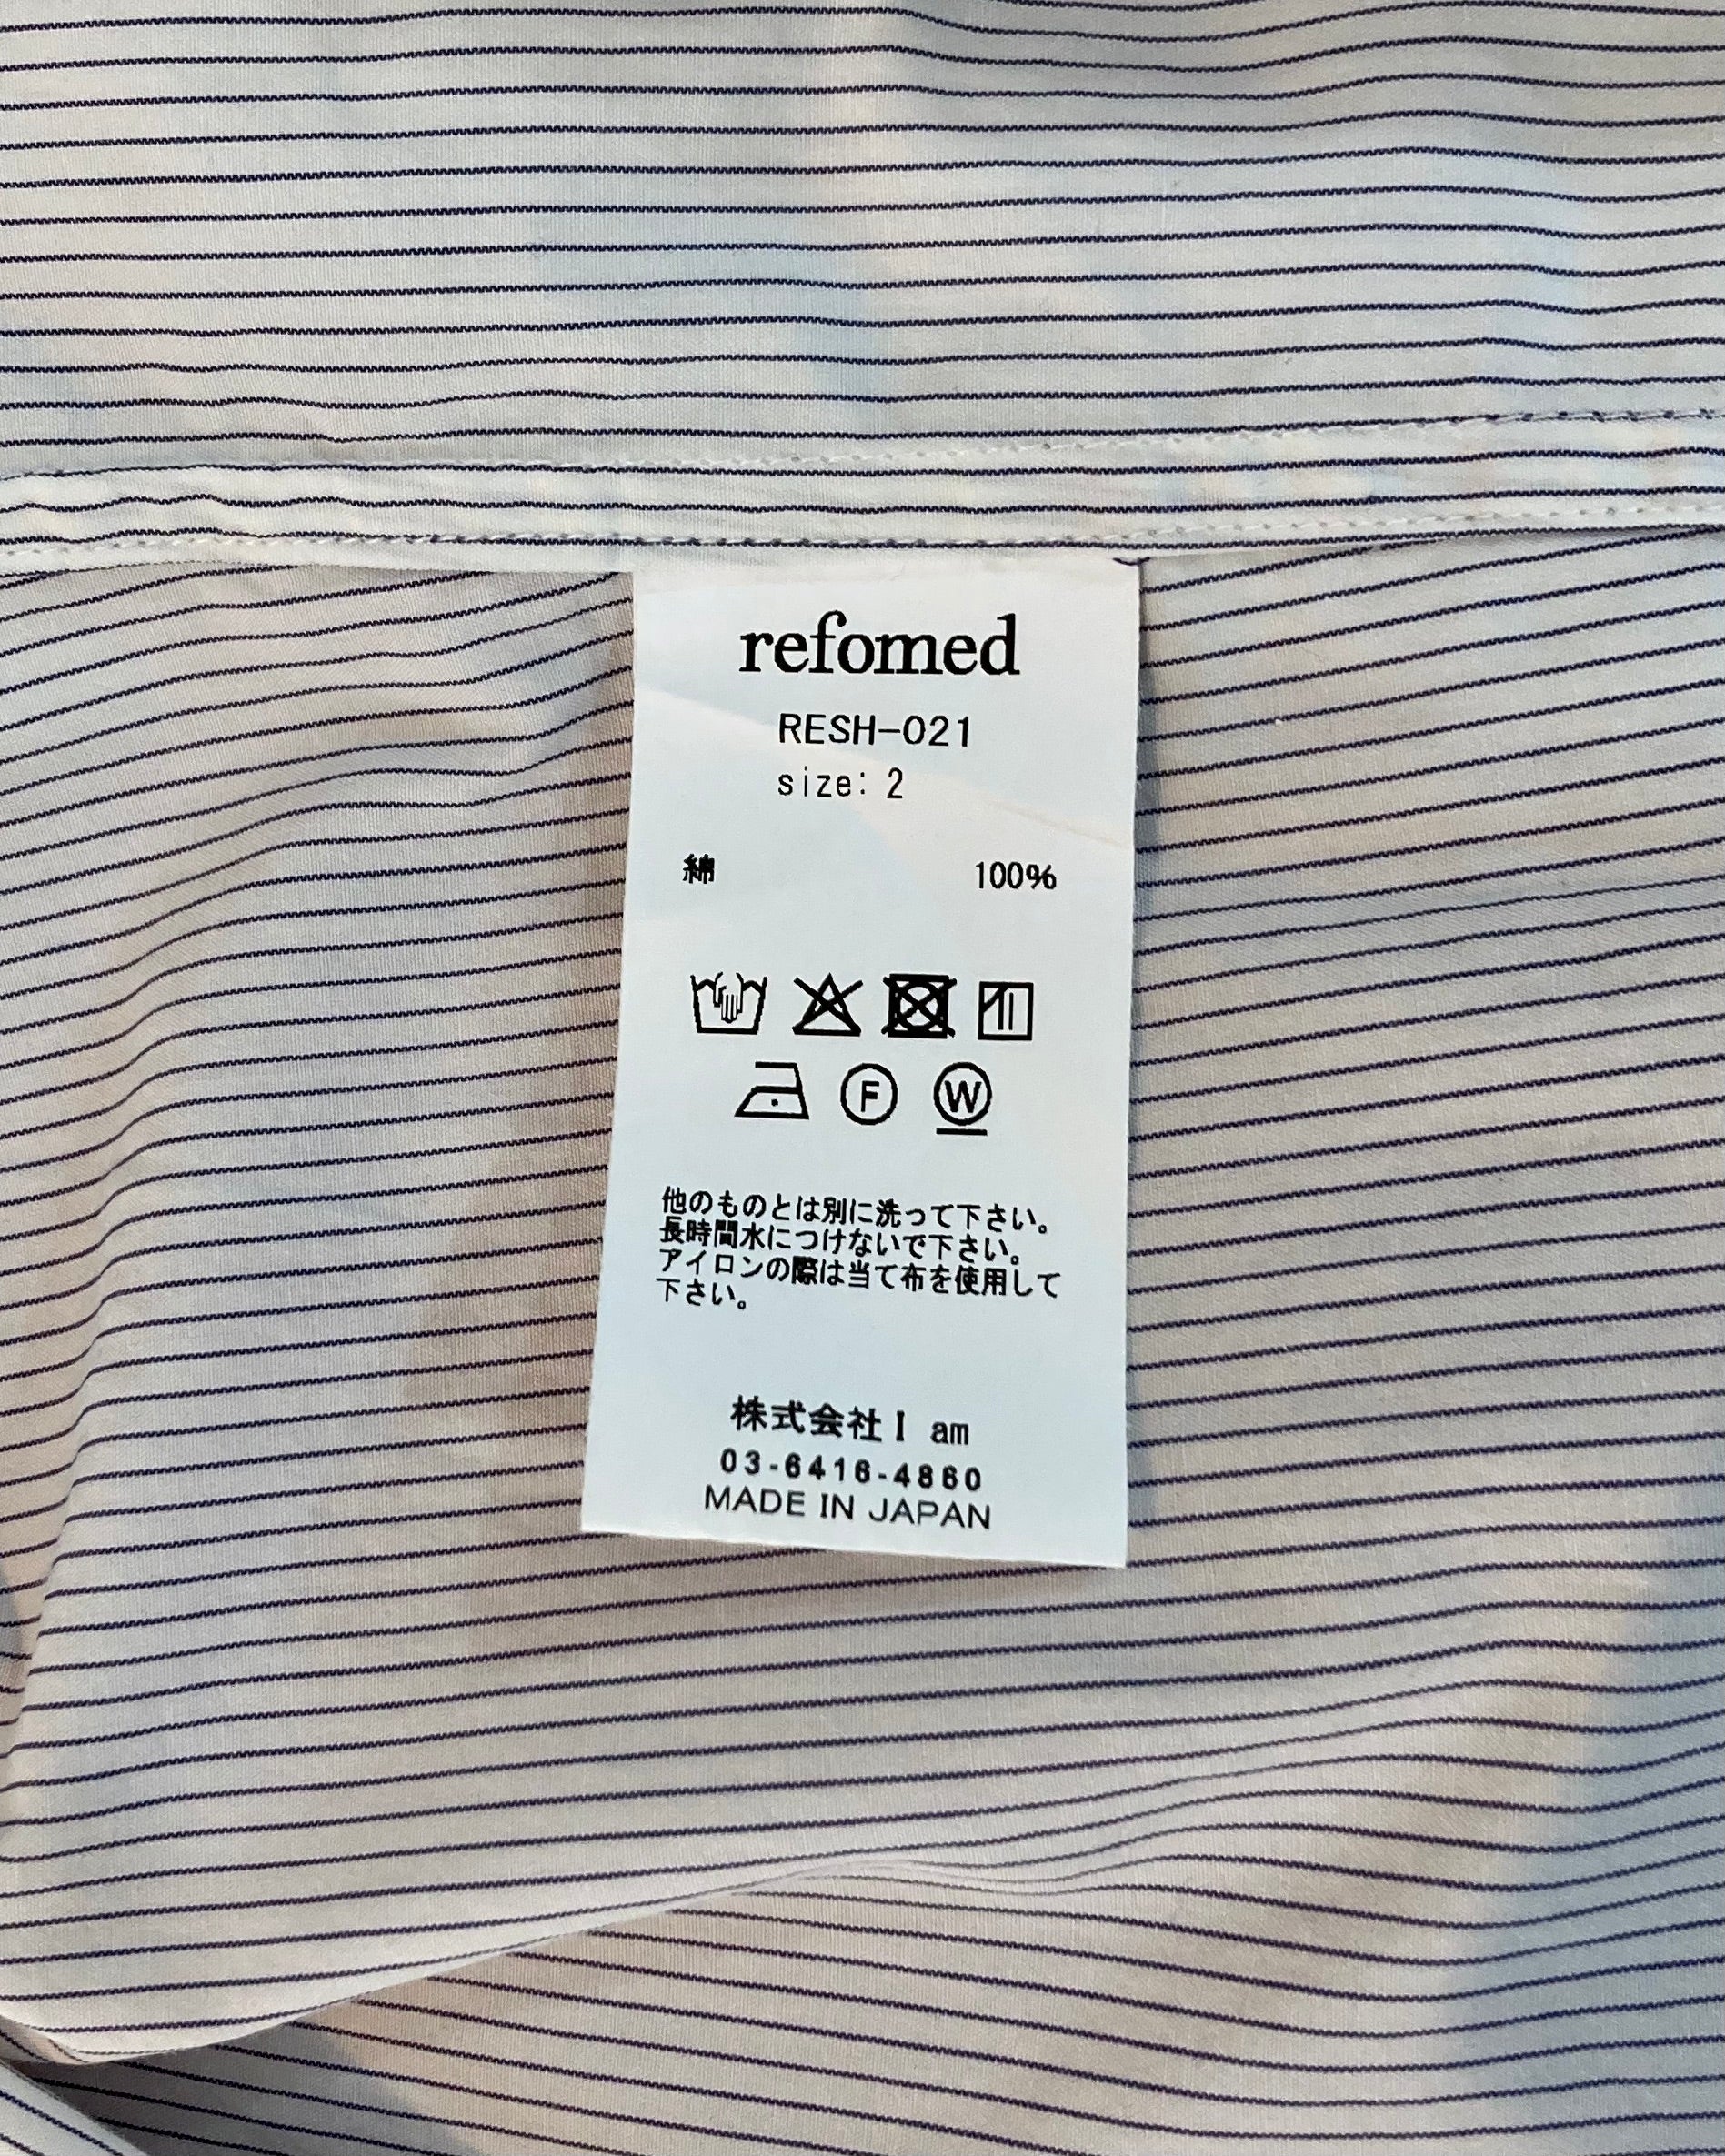 refomed
RESH-021
size: 2
綿 100%
F W
他のものとは別に洗って下さい。
長時間水につけないで下さい。
アイロンの際は当て布を使用して
下さい。
株式会社I am
03-6416-4860
MADE IN JAPAN